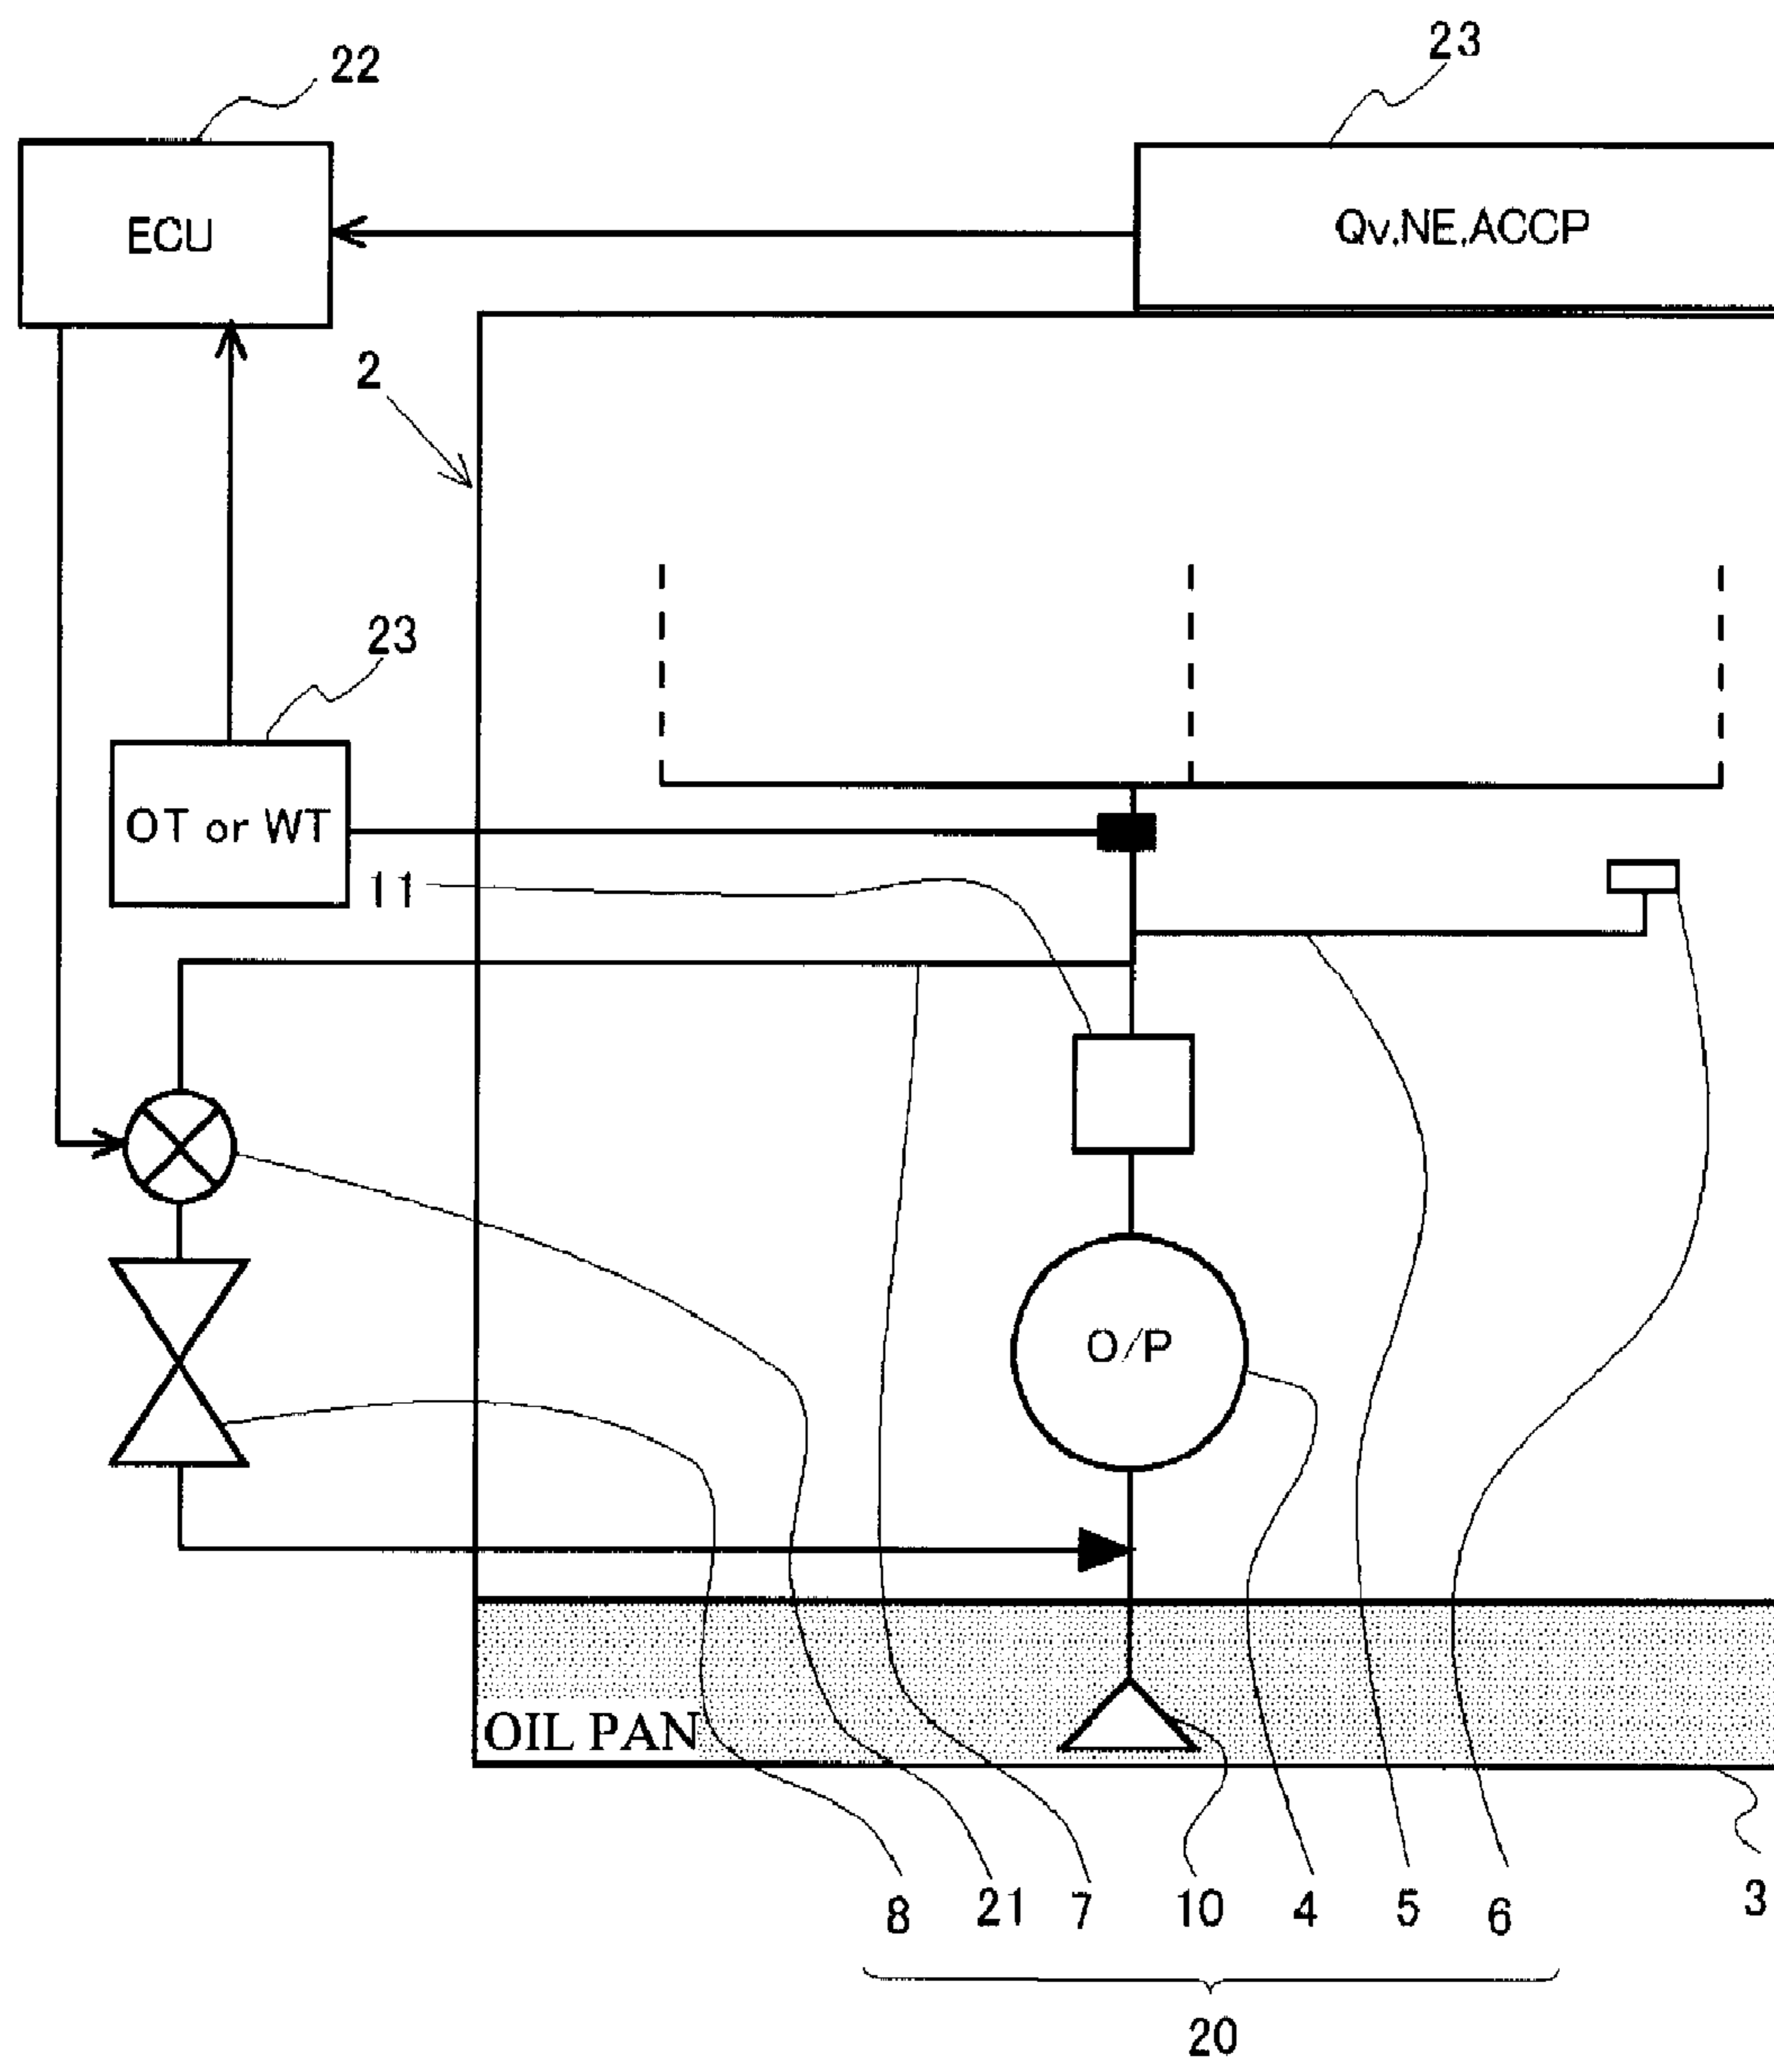 22
23
ECU
Qv,NE,ACCP
2
23
OT or WT
11
O/P
OIL PAN
8 21 7 10 4 5 6 3
20